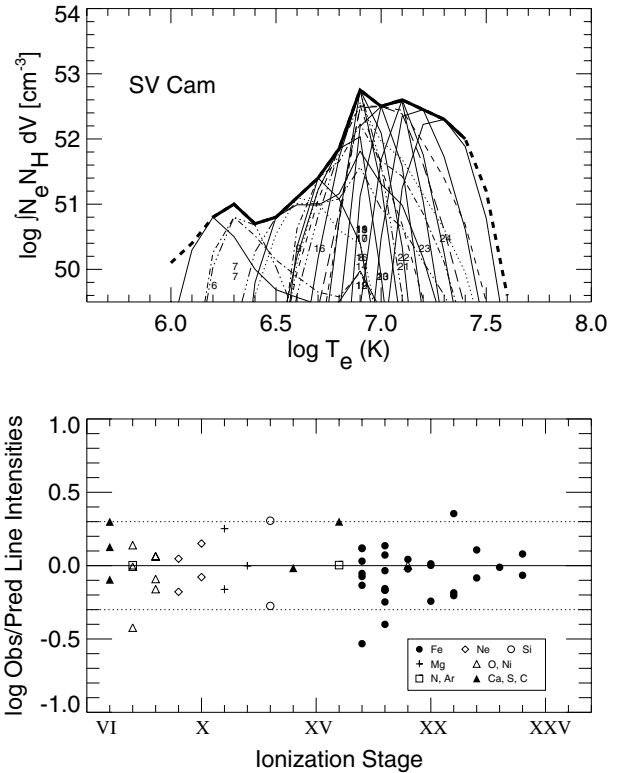 54
53
52
51
50
log ∫N_e N_H dV [cm^-3]
SV Cam
6
7
7
9
16
14
22
21
23
24
6.0
6.5
7.0
7.5
8.0
log T_e (K)
1.0
0.5
0.0
-0.5
-1.0
log Obs/Pred Line Intensities
Fe Ne Si
Mg O, Ni
N, Ar Ca, S, C
VI X XV XX XXV
Ionization Stage